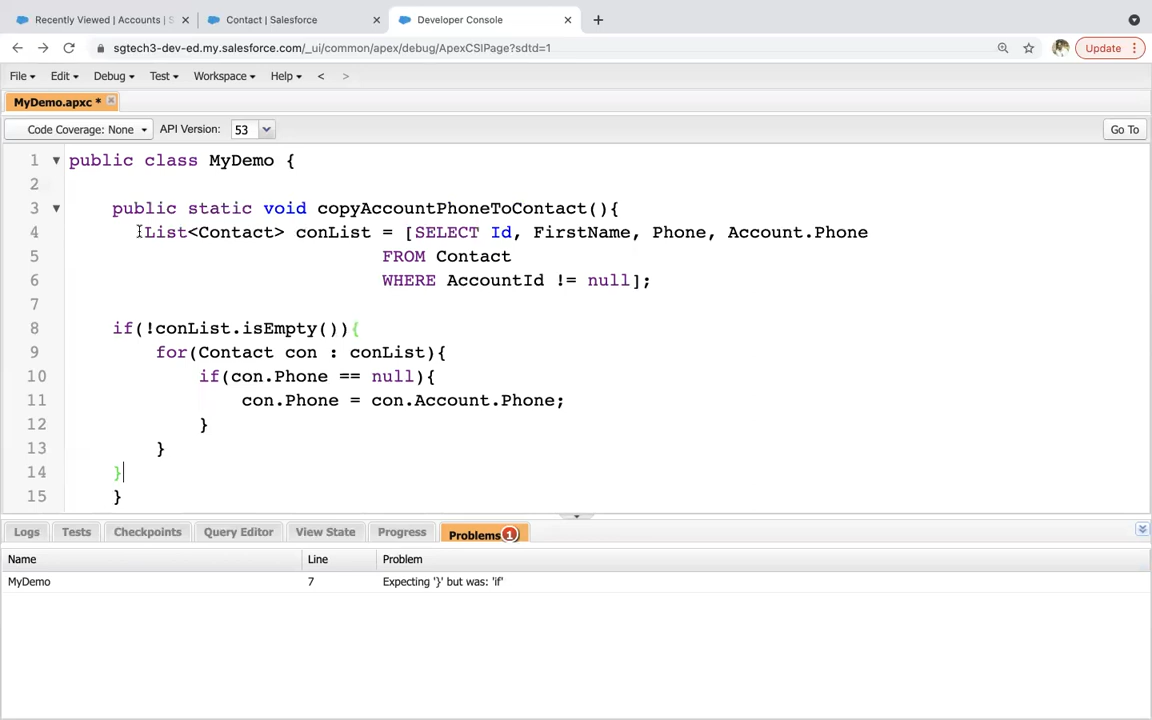 Recently Viewed | Accounts | S
Contact | Salesforce
Developer Console
sgtech3-dev-ed.my.salesforce.com/_ui/common/apex/debug/ApexCSIPage?sdtd=1
Update
File Edit Debug Test Workspace Help < >
MyDemo.apxc *
Code Coverage: None API Version: 53 Go To
1 public class MyDemo {
2
3 public static void copyAccountPhoneToContact(){
4 List<Contact> conList = [SELECT Id, FirstName, Phone, Account.Phone
5 FROM Contact
6 WHERE AccountId != null];
7
8 if(!conList.isEmpty()){
9 for(Contact con : conList){
10 if(con.Phone == null){
11 con.Phone = con.Account.Phone;
12 }
13 }
14 }
15 }
Logs Tests Checkpoints Query Editor View State Progress Problems 1
Name Line Problem
MyDemo 7 Expecting '}' but was: 'if'